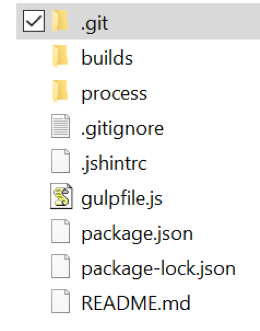 .git
builds
process
.gitignore
.jshintrc
gulpfile.js
package.json
package-lock.json
README.md